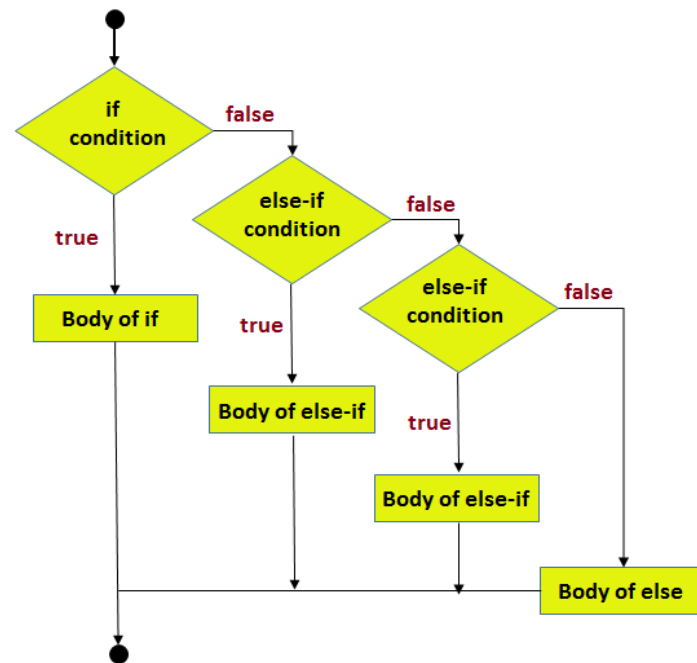 if
condition
false
else-if
condition
false
true
else-if
condition
false
Body of if
true
Body of else-if
true
Body of else-if
Body of else